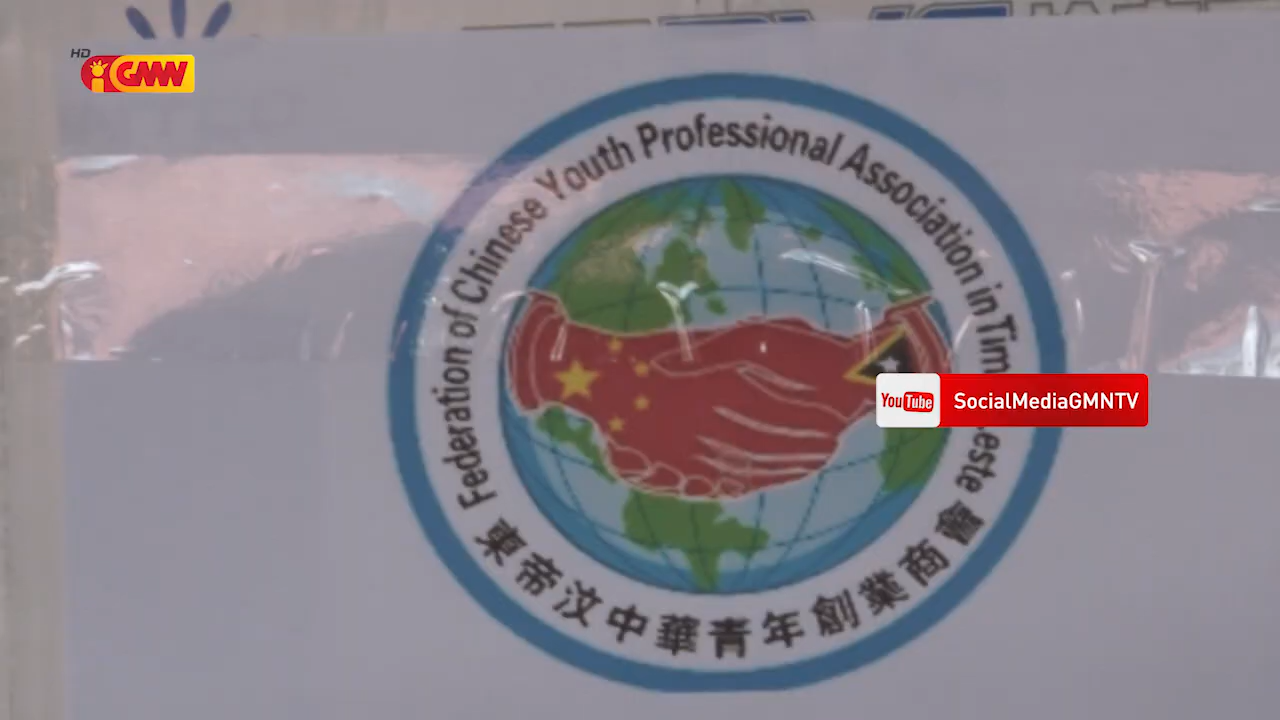 HD
GMN
Federation of Chinese Youth Professional Association in Tim
este
東帝汶中華青年創業商會
YouTube
SocialMediaGMNTV